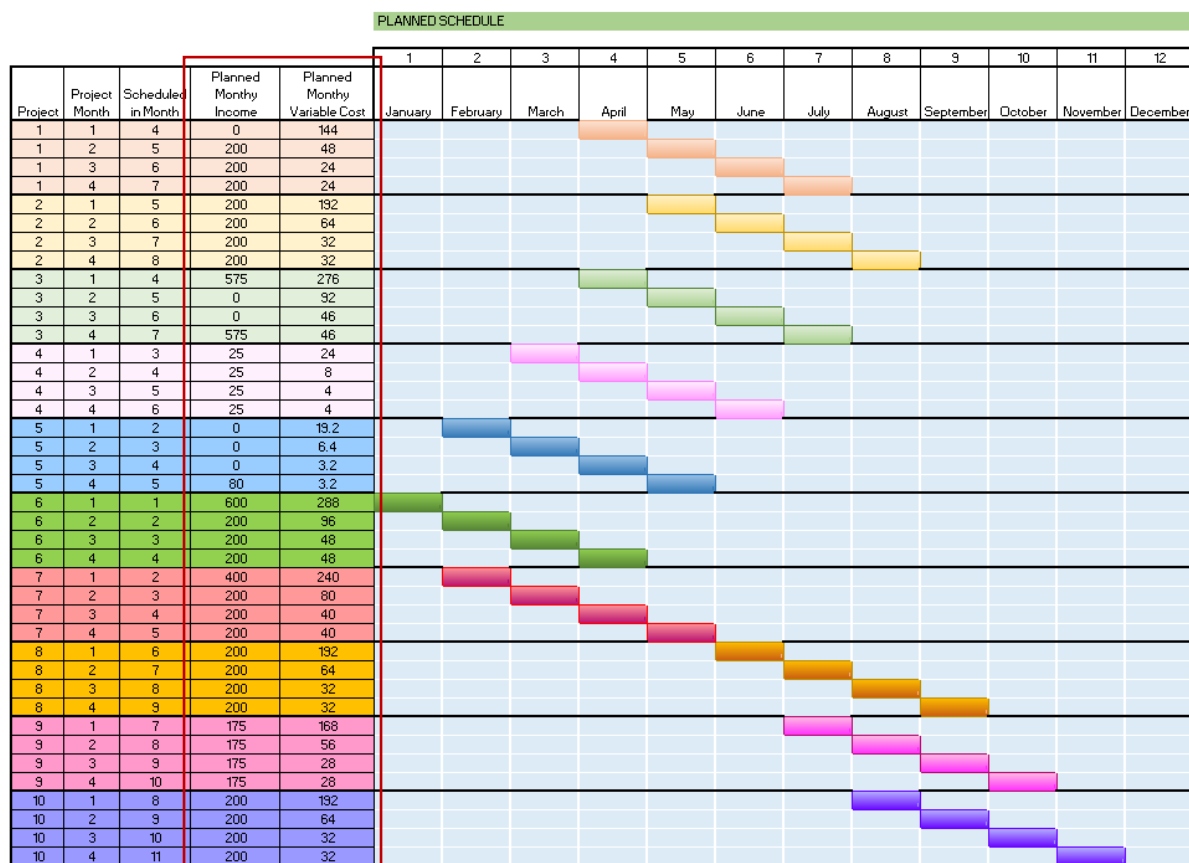 PLANNED SCHEDULE
1 2 3 4 5 6 7 8 9 10 11 12
Project Project Month Scheduled in Month Planned Monthy Income Planned Monthy Variable Cost January February March April May June July August September October November December
1 1 4 0 144
1 2 5 200 48
1 3 6 200 24
1 4 7 200 24
2 1 5 200 192
2 2 6 200 64
2 3 7 200 32
2 4 8 200 32
3 1 4 575 276
3 2 5 0 92
3 3 6 0 46
3 4 7 575 46
4 1 3 25 24
4 2 4 25 8
4 3 5 25 4
4 4 6 25 4
5 1 2 0 19.2
5 2 3 0 6.4
5 3 4 0 3.2
5 4 5 80 3.2
6 1 1 600 288
6 2 2 200 96
6 3 3 200 48
6 4 4 200 48
7 1 2 400 240
7 2 3 200 80
7 3 4 200 40
7 4 5 200 40
8 1 6 200 192
8 2 7 200 64
8 3 8 200 32
8 4 9 200 32
9 1 7 175 168
9 2 8 175 56
9 3 9 175 28
9 4 10 175 28
10 1 8 200 192
10 2 9 200 64
10 3 10 200 32
10 4 11 200 32